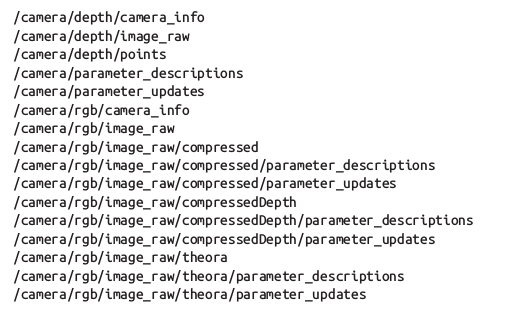 /camera/depth/camera_info
/camera/depth/image_raw
/camera/depth/points
/camera/parameter_descriptions
/camera/parameter_updates
/camera/rgb/camera_info
/camera/rgb/image_raw
/camera/rgb/image_raw/compressed
/camera/rgb/image_raw/compressed/parameter_descriptions
/camera/rgb/image_raw/compressed/parameter_updates
/camera/rgb/image_raw/compressedDepth
/camera/rgb/image_raw/compressedDepth/parameter_descriptions
/camera/rgb/image_raw/compressedDepth/parameter_updates
/camera/rgb/image_raw/theora
/camera/rgb/image_raw/theora/parameter_descriptions
/camera/rgb/image_raw/theora/parameter_updates